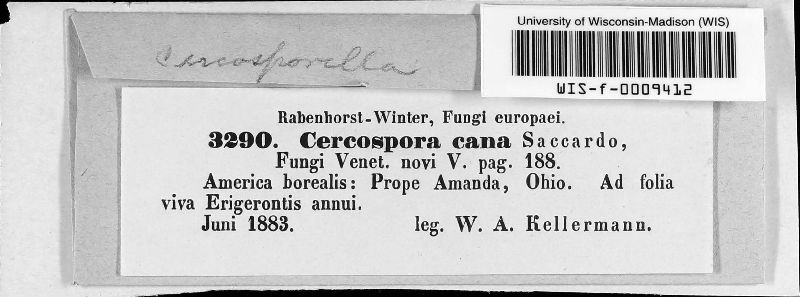 University of Wisconsin-Madison (WIS)
WIS-f-0009412
Cercosporella
Rabenhorst-Winter, Fungi europaei.
3290. Cercospora cana Saccardo,
Fungi Venet. novi V. pag. 188.
America borealis: Prope Amanda, Ohio. Ad folia
viva Erigerontis annui.
Juni 1883. leg. W. A. Kellermann.